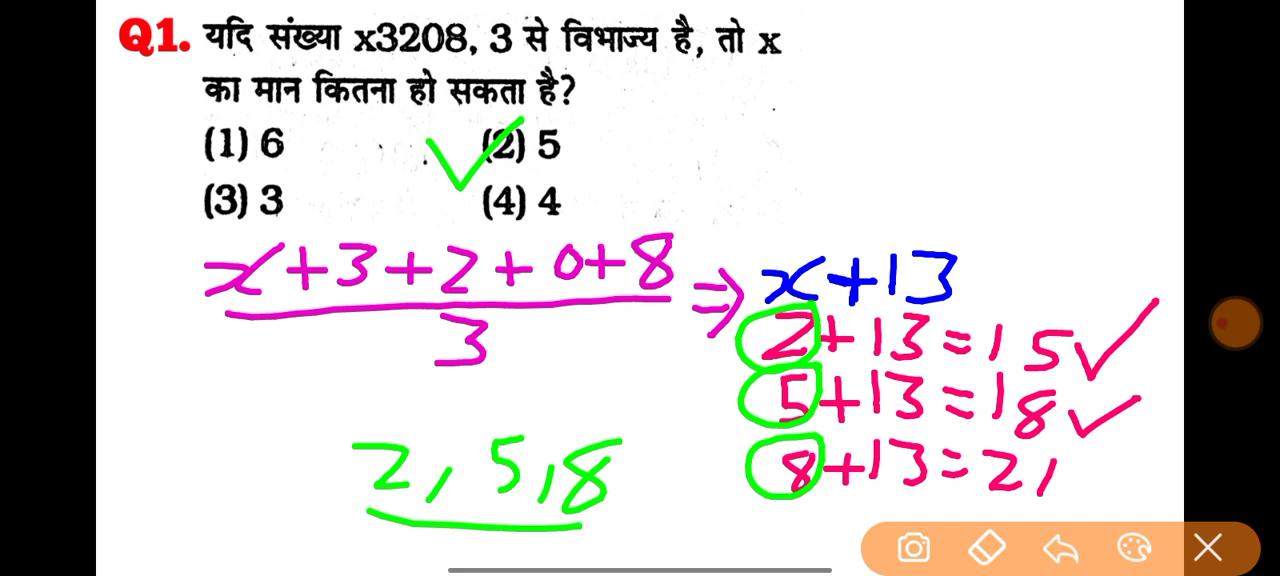 Q1. यदि संख्या x3208, 3 से विभाज्य है, तो x
का मान कितना हो सकता है?
(1) 6 (2) 5
(3) 3 (4) 4
x+3+2+0+8 ⇒ x+13
3
2+13=15
5+13=18
8+13=21
2, 5,8